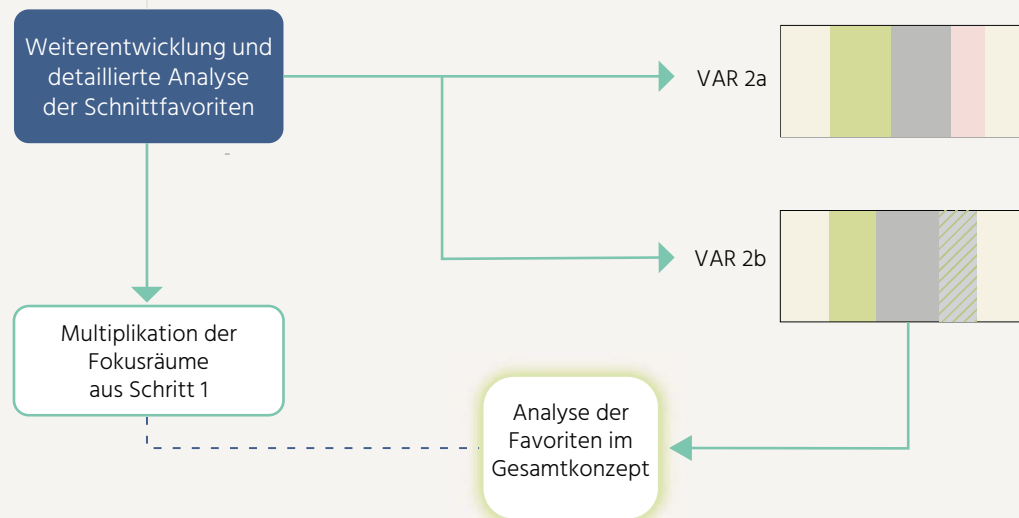 Weiterentwicklung und
detaillierte Analyse
der Schnittfavoriten
VAR 2a
VAR 2b
Multiplikation der
Fokusräume
aus Schritt 1
Analyse der
Favoriten im
Gesamtkonzept